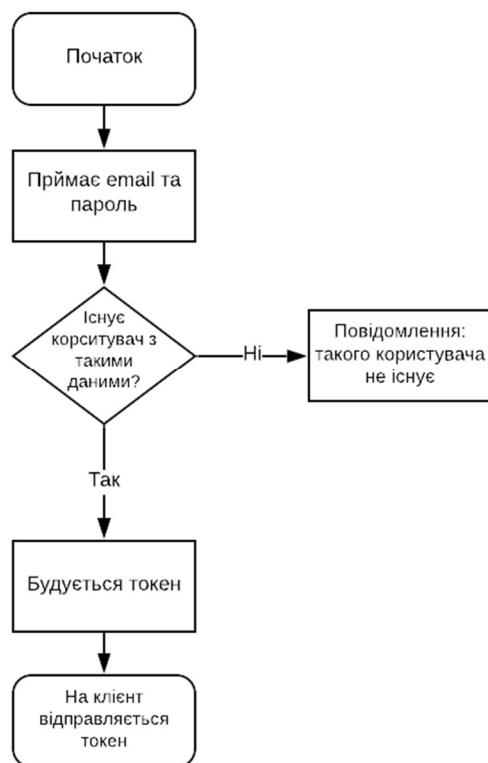 Початок
Прймає email та
пароль
Існує
корситувач з
такими
даними?
Ні
Повідомлення:
такого користувача
не існує
Так
Будується токен
На клієнт
відправляється
токен